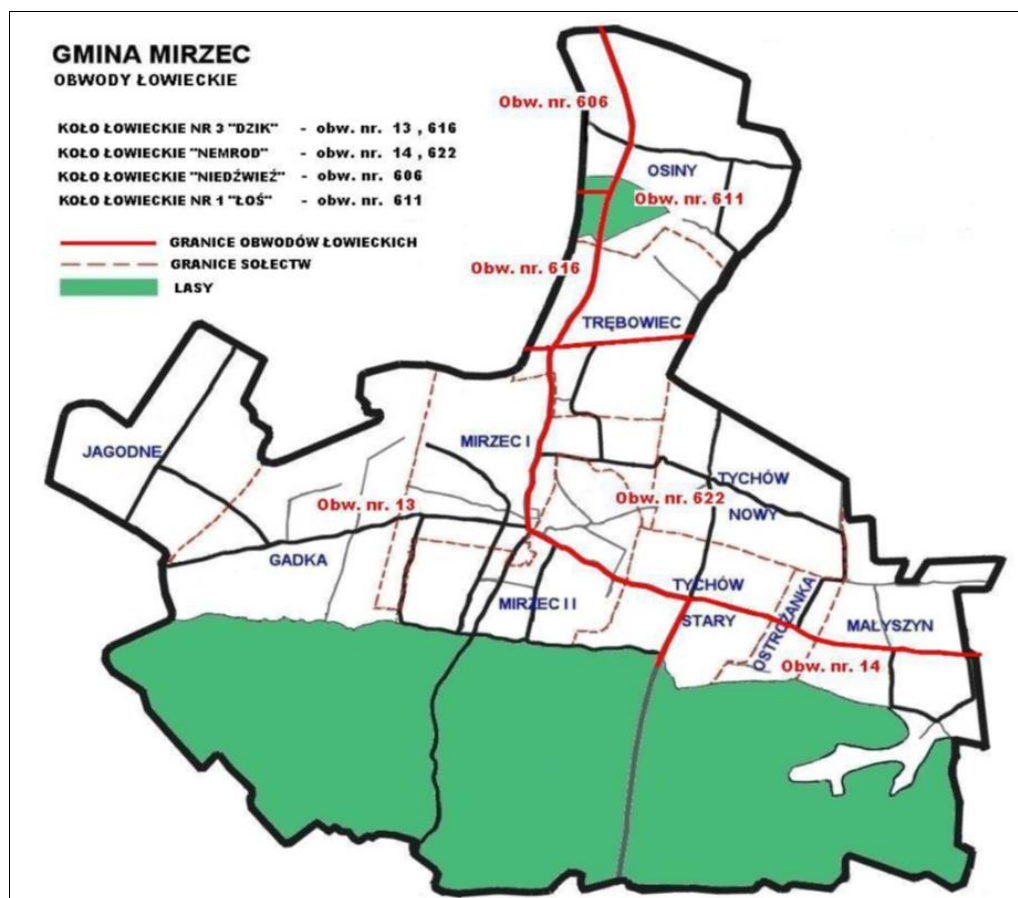 GMINA MIRZEC
OBWODY ŁOWIECKIE
KOŁO ŁOWIECKIE NR 3 "DZIK" - obw. nr. 13 , 616
KOŁO ŁOWIECKIE "NEMROD" - obw. nr. 14 , 622
KOŁO ŁOWIECKIE "NIEDŹWIEŹ" - obw. nr. 606
KOŁO ŁOWIECKIE NR 1 "ŁOŚ" - obw. nr. 611
GRANICE OBWODÓW ŁOWIECKICH
GRANICE SOŁECTW
LASY
Obw. nr. 606
OSINY
Obw. nr. 611
Obw. nr. 616
TRĘBOWIEC
JAGODNE
MIRZEC I
TYCHÓW
NOWY
Obw. nr. 622
Obw. nr. 13
GADKA
MIRZEC II
TYCHÓW
STARY
OSTROŻANKA
MAŁYSZYN
Obw. nr. 14